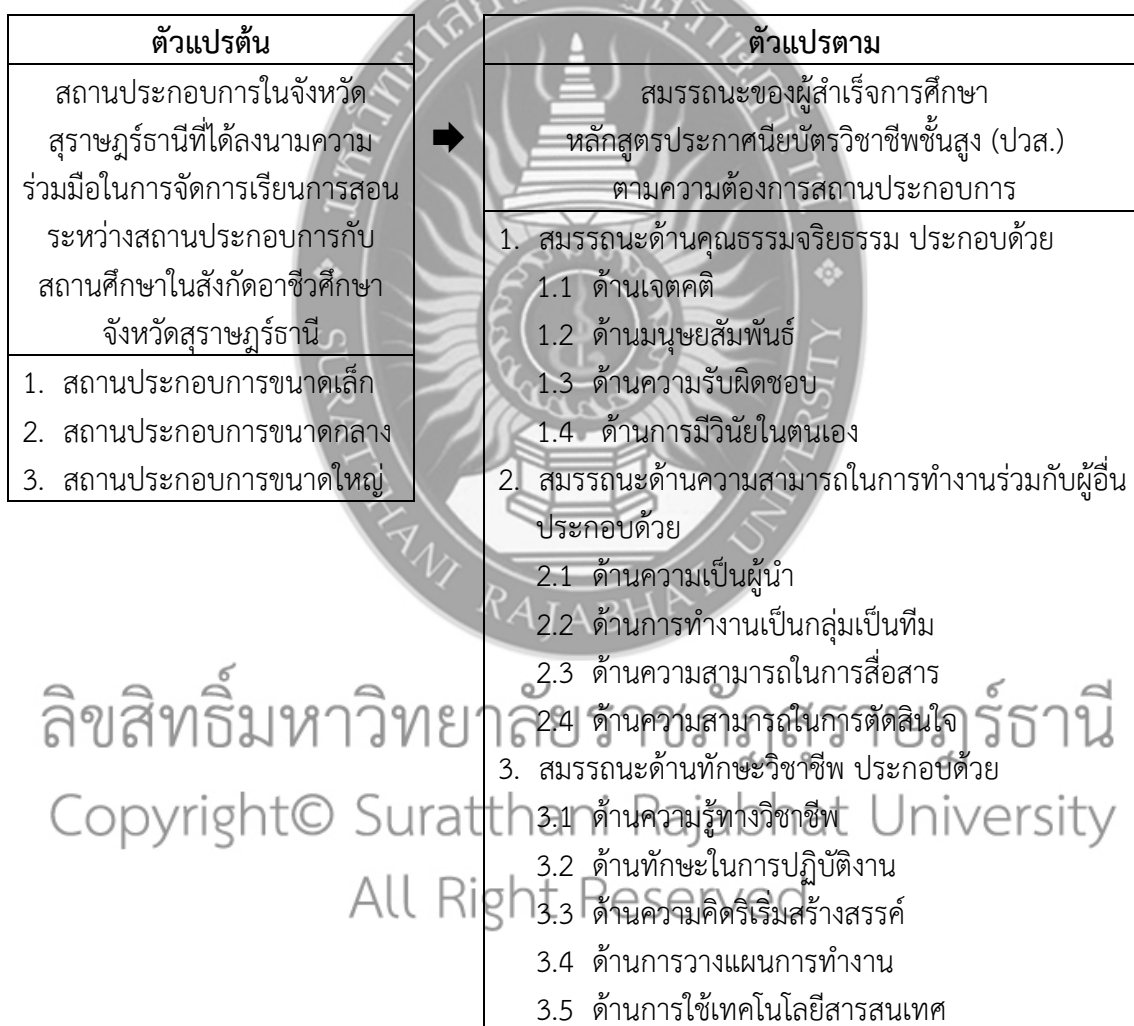 ตัวแปรต้น
สถานประกอบการในจังหวัด
สุราษฎร์ธานีที่ได้ลงนามความ
ร่วมมือในการจัดการเรียนการสอน
ระหว่างสถานประกอบการกับ
สถานศึกษาในสังกัดอาชีวศึกษา
จังหวัดสุราษฎร์ธานี
1. สถานประกอบการขนาดเล็ก
2. สถานประกอบการขนาดกลาง
3. สถานประกอบการขนาดใหญ่
ตัวแปรตาม
สมรรถนะของผู้สำเร็จการศึกษา
หลักสูตรประกาศนียบัตรวิชาชีพชั้นสูง (ปวส.)
ตามความต้องการสถานประกอบการ
1. สมรรถนะด้านคุณธรรมจริยธรรม ประกอบด้วย
1.1 ด้านเจตคติ
1.2 ด้านมนุษยสัมพันธ์
1.3 ด้านความรับผิดชอบ
1.4 ด้านการมีวินัยในตนเอง
2. สมรรถนะด้านความสามารถในการทำงานร่วมกับผู้อื่น
ประกอบด้วย
2.1 ด้านความเป็นผู้นำ
2.2 ด้านการทำงานเป็นกลุ่มเป็นทีม
2.3 ด้านความสามารถในการสื่อสาร
2.4 ด้านความสามารถในการตัดสินใจ
3. สมรรถนะด้านทักษะวิชาชีพ ประกอบด้วย
3.1 ด้านความรู้ทางวิชาชีพ
3.2 ด้านทักษะในการปฏิบัติงาน
3.3 ด้านความคิดริเริ่มสร้างสรรค์
3.4 ด้านการวางแผนการทำงาน
3.5 ด้านการใช้เทคโนโลยีสารสนเทศ
SURATTHANI RAJABHAT UNIVERSITY
ลิขสิทธิ์มหาวิทยาลัยราชภัฏสุราษฎร์ธานี
Copyright© Suratthani Rajabhat University
All Right Reserved